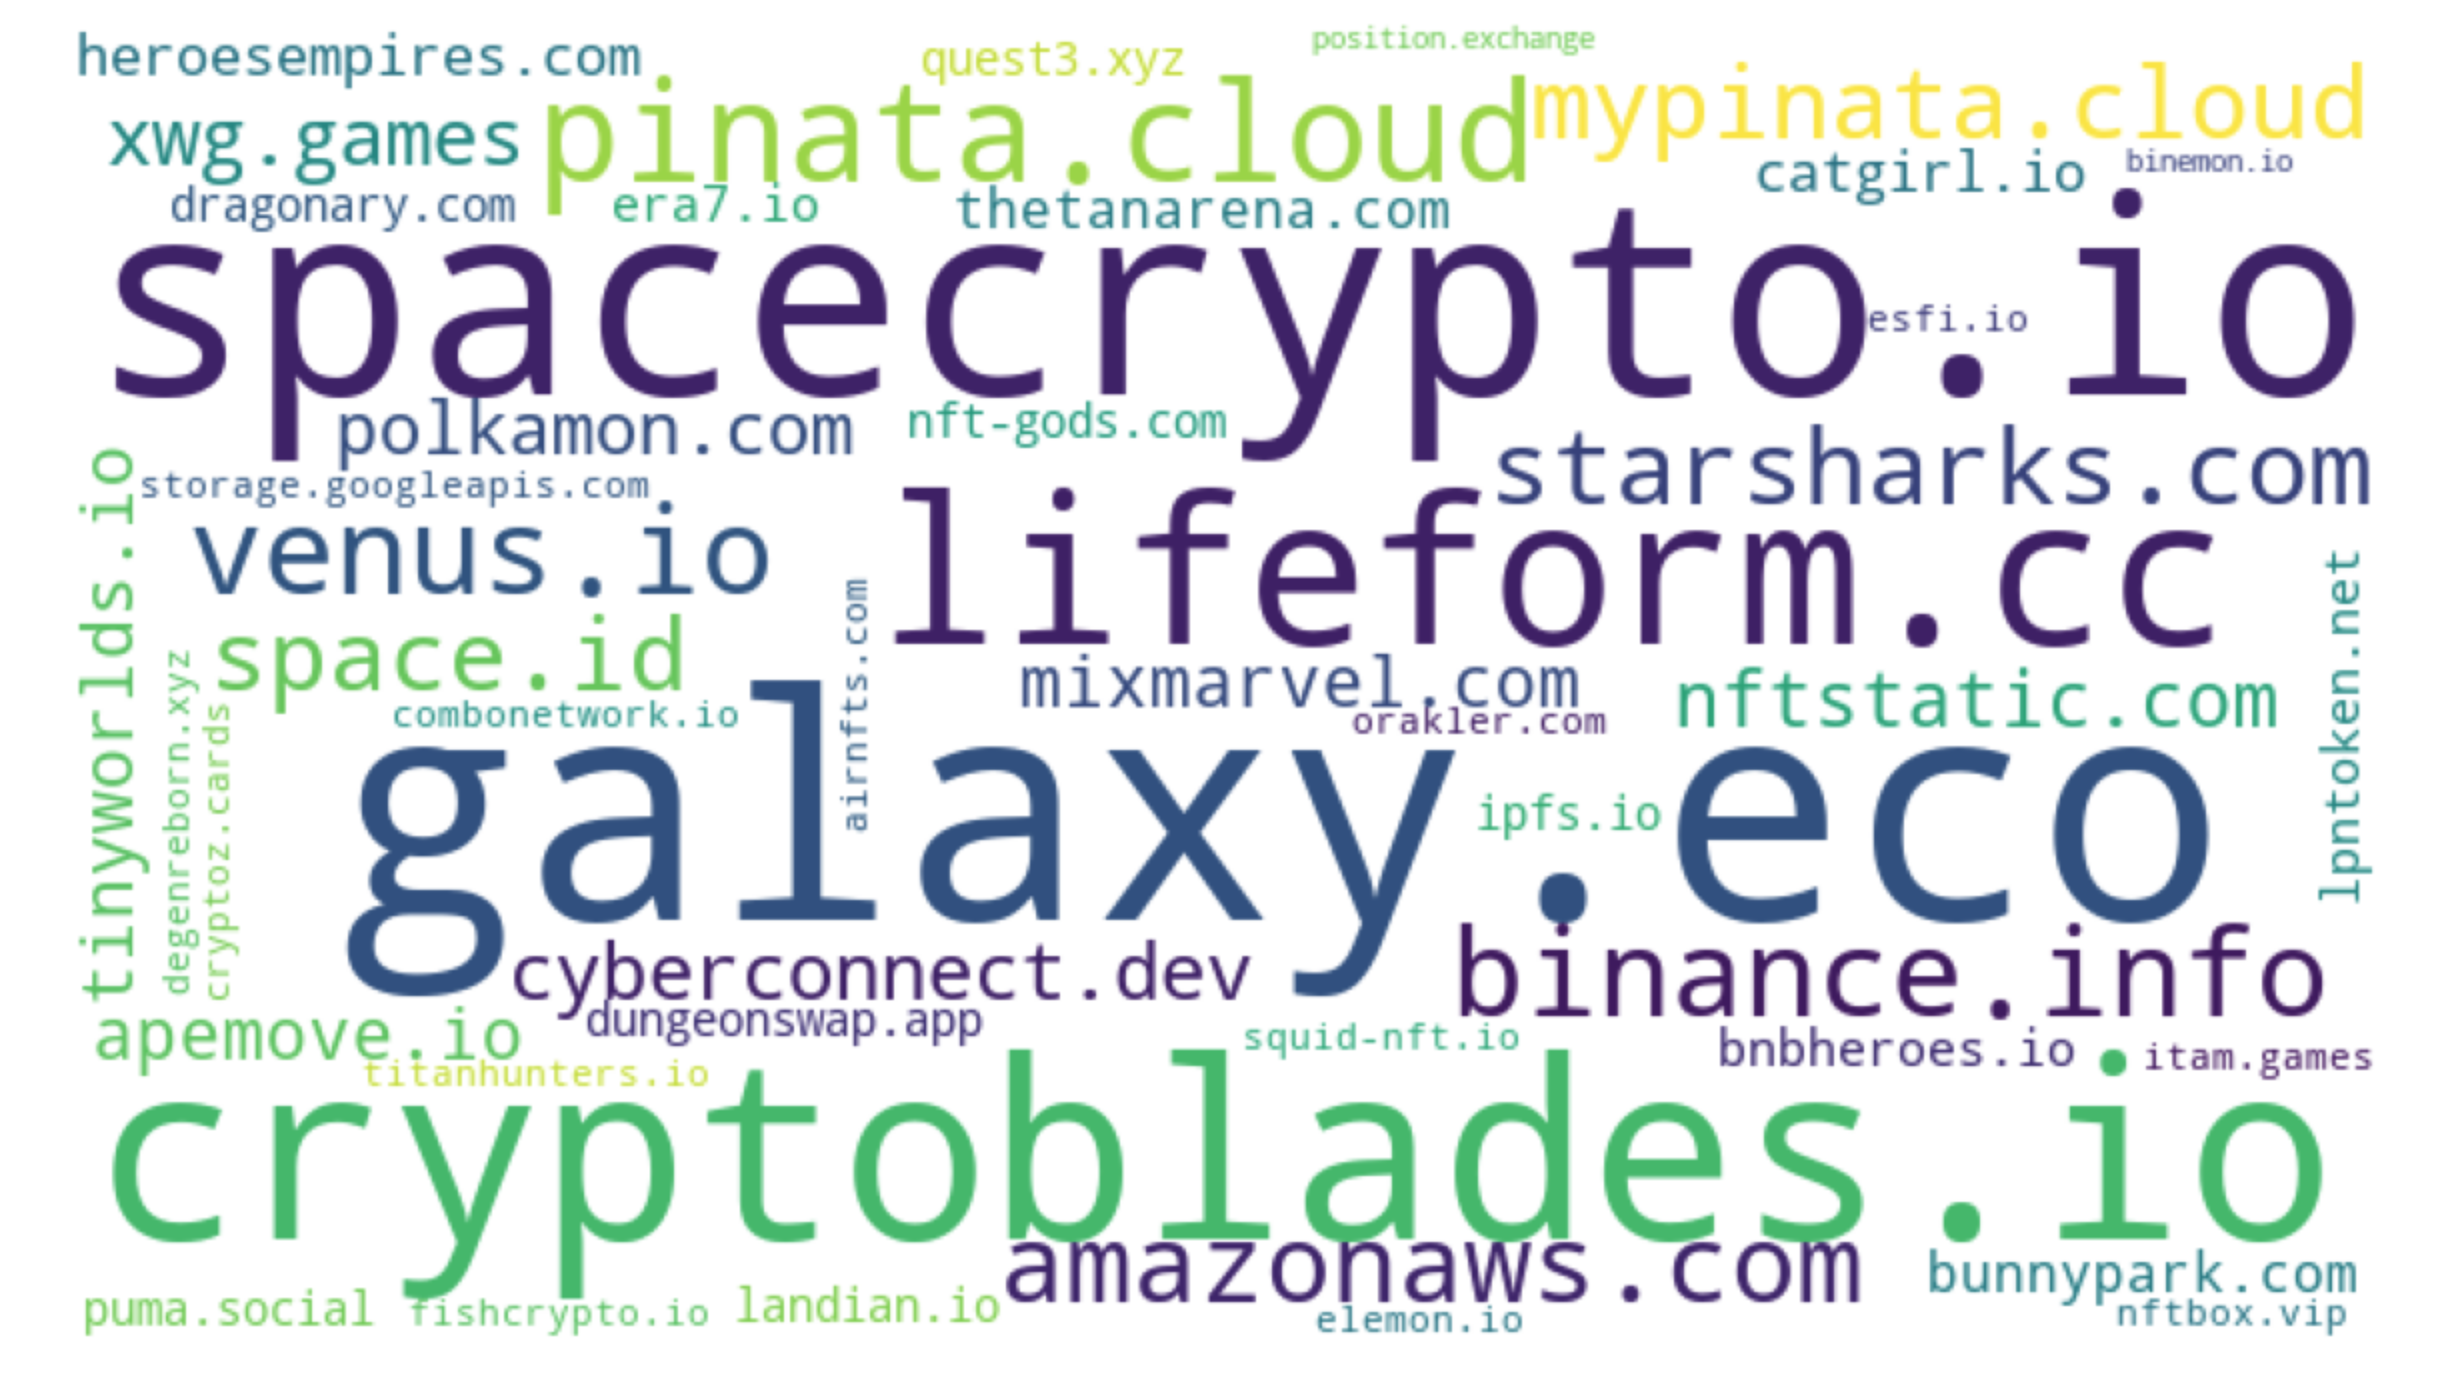 heroesempires.com
quest3.xyz
position.exchange
xwg.games
pinata.cloud
mypinata.cloud
catgirl.io
binemon.io
dragonary.com
era7.io
thetanarena.com
spacecrypto.io
esfi.io
polkamon.com
nft-gods.com
starsharks.com
storage.googleapis.com
tinyworlds.io
venus.io
lifeform.cc
lpntoken.net
airnfts.com
space.id
mixmarvel.com
nftstatic.com
degenreborn.xyz
cryptoz.cards
combonetwork.io
orakler.com
galaxy.eco
ipfs.io
cyberconnect.dev
binance.info
apemove.io
dungeonswap.app
squid-nft.io
bnbheroes.io
itam.games
titanhunters.io
cryptoblades.io
amazonaws.com
bunnypark.com
puma.social
fishcrypto.io
landian.io
elemon.io
nftbox.vip